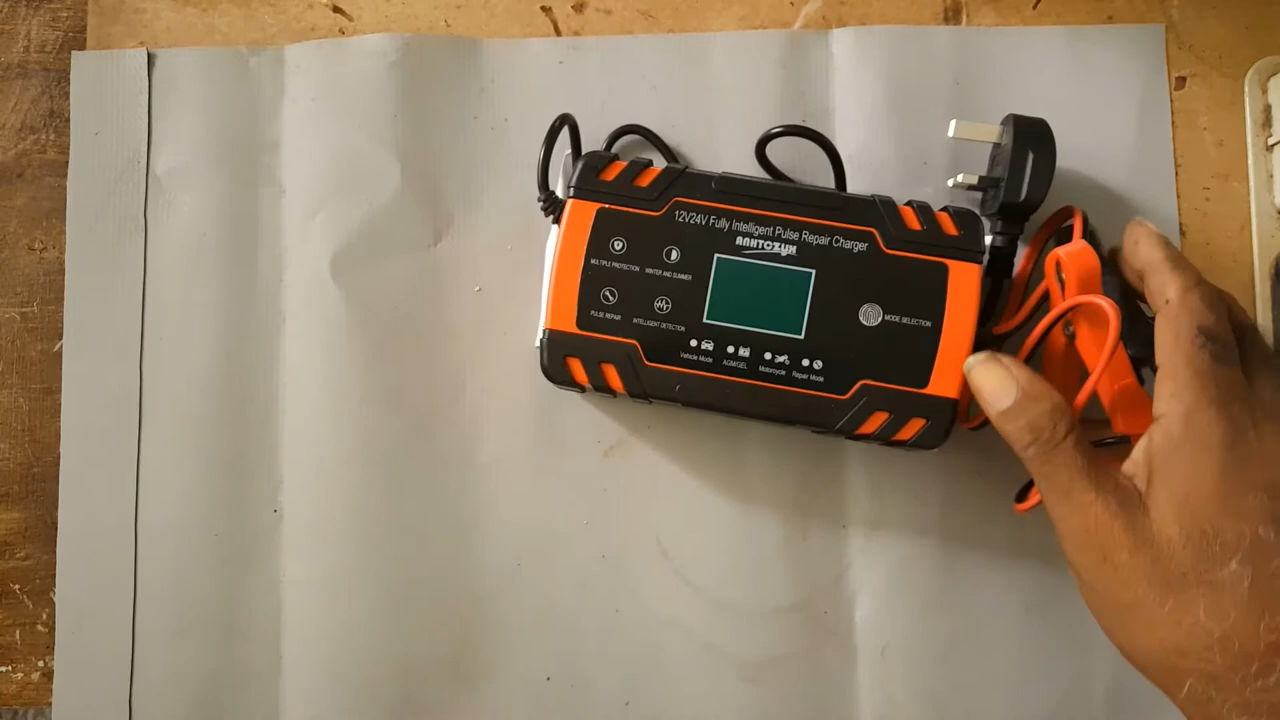 12V24V Fully Intelligent Pulse Repair Charger
ANHTCZYX
MULTIPLE PROTECTION
WINTER AND SUMMER
PULSE REPAIR
INTELLIGENT DETECTION
MODE SELECTION
Vehicle Mode
AGM/GEL
Motorcycle
Repair Mode